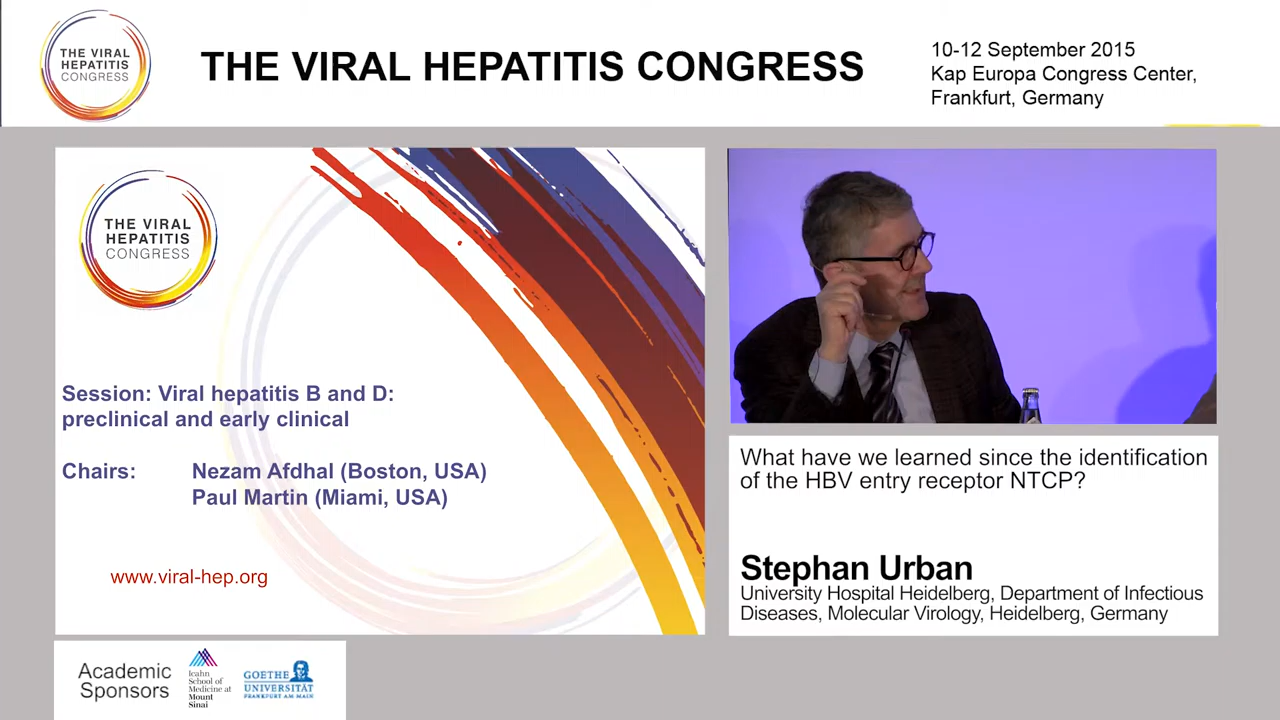 THE VIRAL
HEPATITIS
CONGRESS
THE VIRAL HEPATITIS CONGRESS
10-12 September 2015
Kap Europa Congress Center,
Frankfurt, Germany
THE VIRAL
HEPATITIS
CONGRESS
Session: Viral hepatitis B and D:
preclinical and early clinical
Chairs: Nezam Afdhal (Boston, USA)
Paul Martin (Miami, USA)
www.viral-hep.org
What have we learned since the identification
of the HBV entry receptor NTCP?
Stephan Urban
University Hospital Heidelberg, Department of Infectious
Diseases, Molecular Virology, Heidelberg, Germany
Academic
Sponsors
Icahn
School of
Medicine at
Mount
Sinai
GOETHE
UNIVERSITÄT
FRANKFURT AM MAIN